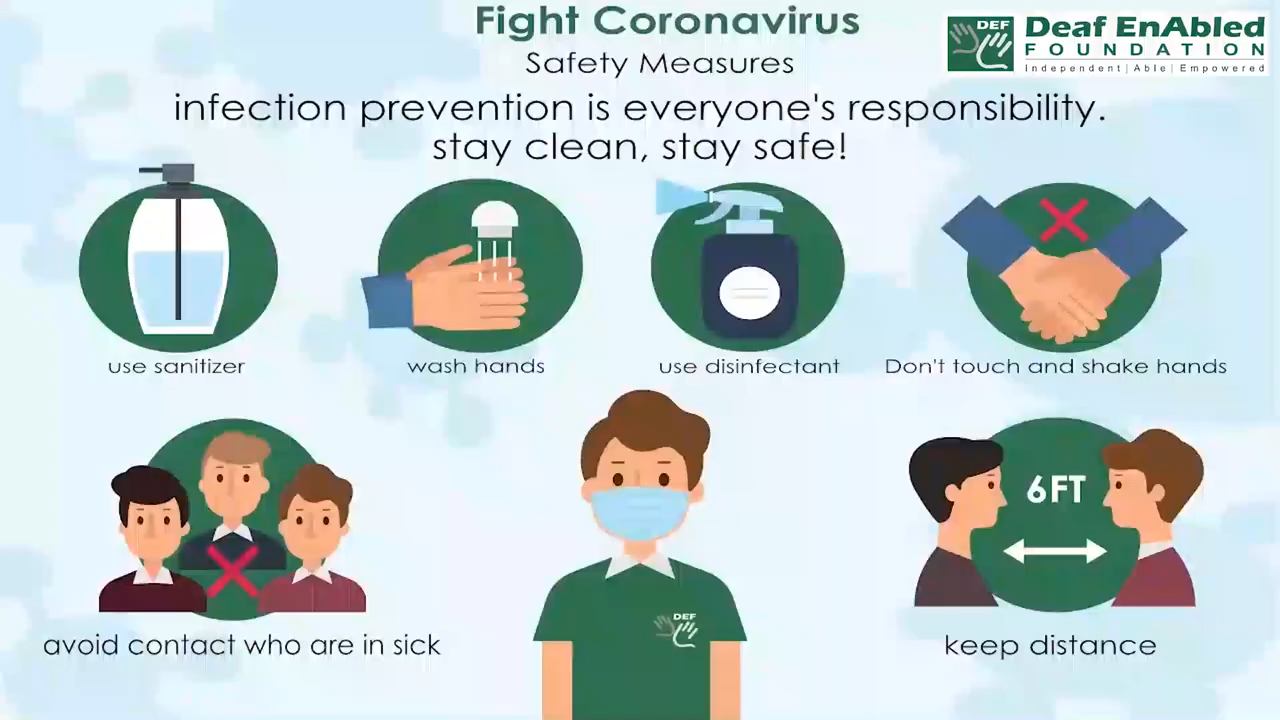 Fight Coronavirus
Safety Measures
DEF
Deaf EnAbled
FOUNDATION
Independent | Able | Empowered
infection prevention is everyone's responsibility.
stay clean, stay safe!
use sanitizer
wash hands
use disinfectant
Don't touch and shake hands
6FT
DEF
avoid contact who are in sick
keep distance